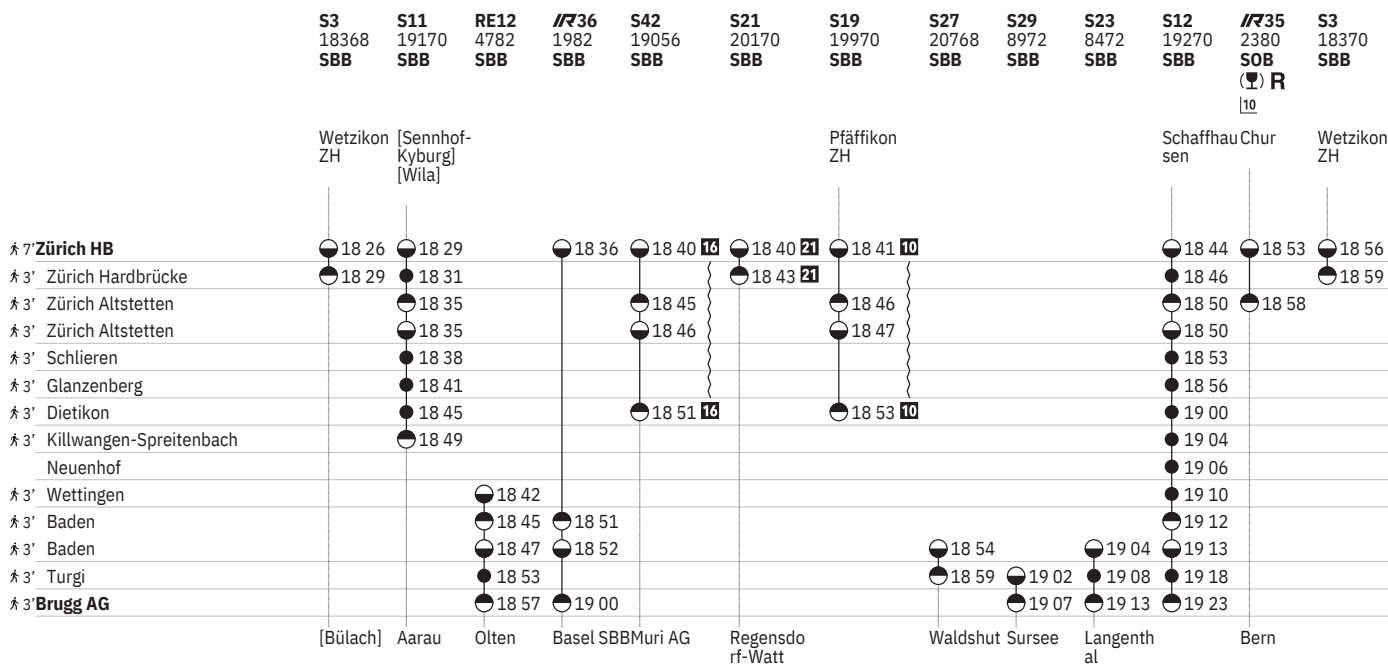 S3 S11 RE12 IR36 S42 S21 S19 S27 S29 S23 S12 IR35 S3
18368 19170 4782 1982 19056 20170 19970 20768 8972 8472 19270 2380 18370
SBB SBB SBB SBB SBB SBB SBB SBB SBB SBB SBB SOB SBB
R
10
Wetzikon [Sennhof- Pfäffikon Schaffhau Chur Wetzikon
ZH Kyburg] ZH sen ZH
[Wila]
7' Zürich HB 18 26 18 29 18 36 18 40 16 18 40 21 18 41 10 18 44 18 53 18 56
3' Zürich Hardbrücke 18 29 18 31 18 43 21 18 46 18 59
3' Zürich Altstetten 18 35 18 45 18 46 18 50 18 58
3' Zürich Altstetten 18 35 18 46 18 47 18 50
3' Schlieren 18 38 18 53
3' Glanzenberg 18 41 18 56
3' Dietikon 18 45 18 51 16 18 53 10 19 00
3' Killwangen-Spreitenbach 18 49 19 04
Neuenhof 19 06
3' Wettingen 18 42 19 10
3' Baden 18 45 18 51 19 12
3' Baden 18 47 18 52 18 54 19 04 19 13
3' Turgi 18 53 18 59 19 02 19 08 19 18
3' Brugg AG 18 57 19 00 19 07 19 13 19 23
[Bülach] Aarau Olten Basel SBB Muri AG Regensdo Waldshut Sursee Langenth Bern
rf-Watt al